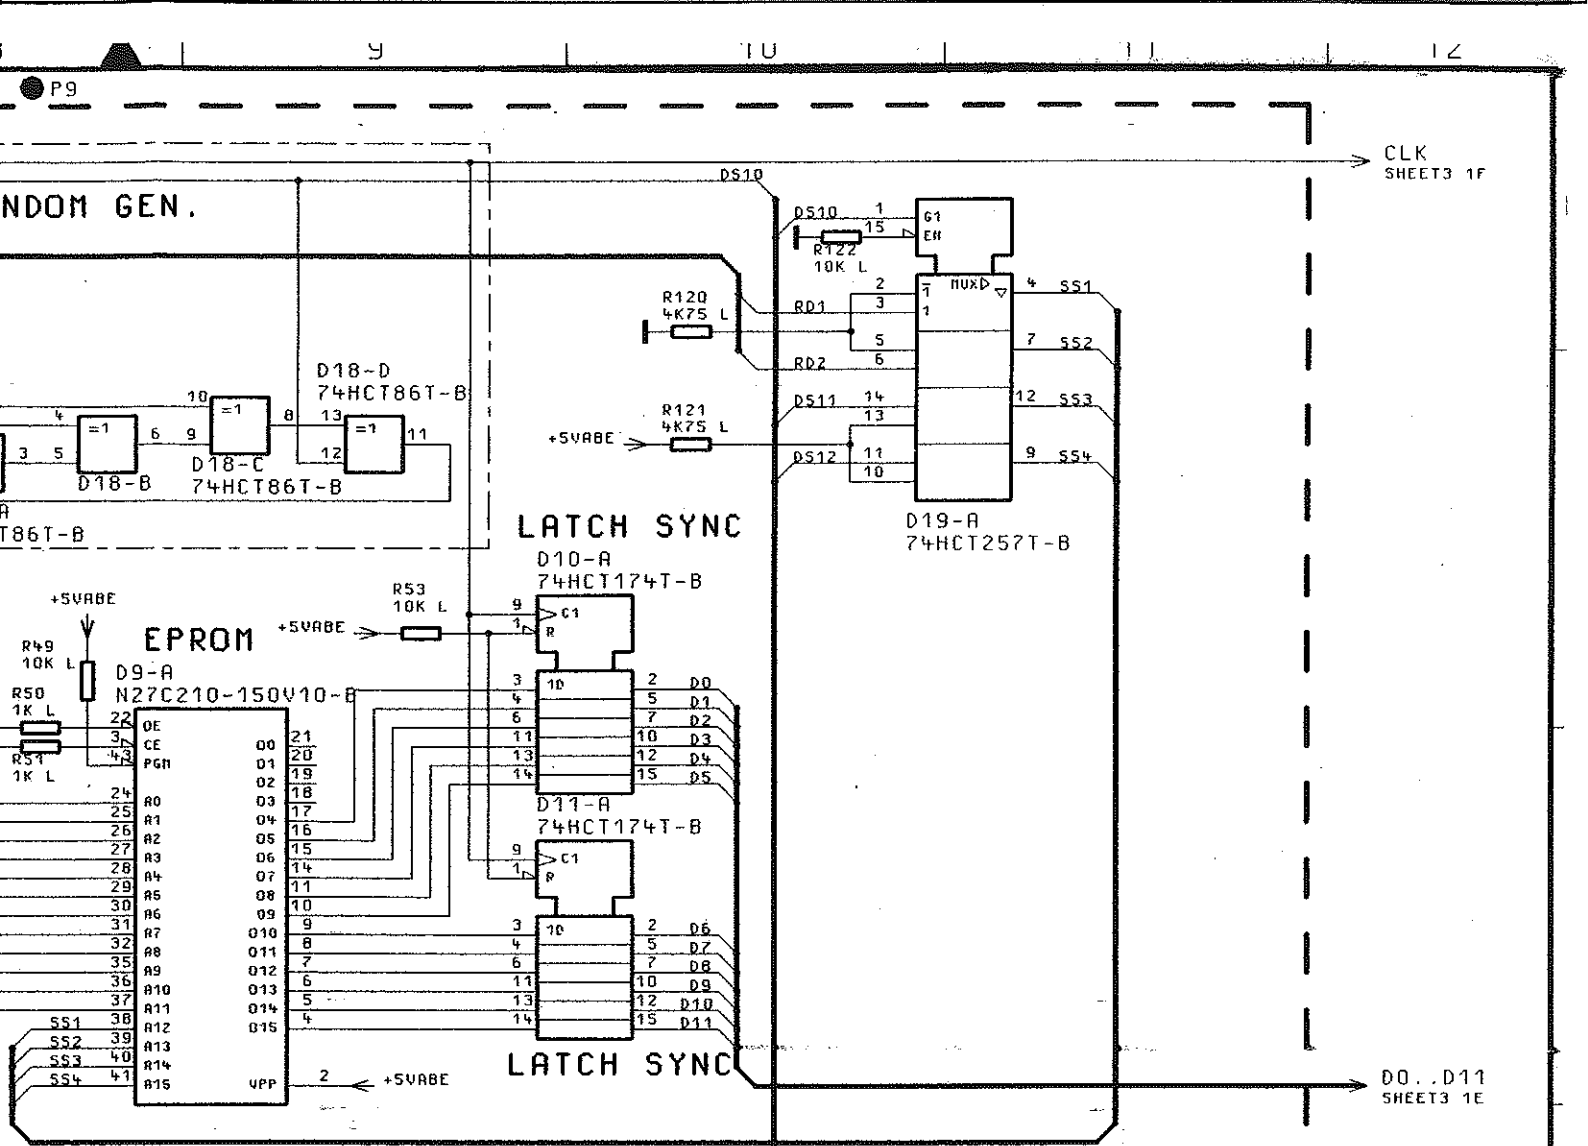 9
10
11
12
P9
CLK
SHEET3 1F
DS10
NDOM GEN.
DS10
1
G1
15
EN
R122
10K L
MUX
2
1
4
SS1
R120
4K75 L
RD1
3
1
5
7
SS2
RD2
6
D18-D
74HCT86T-B
10
=1
8
13
=1
11
4
=1
6
9
12
3
5
D18-B
D18-C
74HCT86T-B
T86T-B
R121
4K75 L
DS11
14
13
12
SS3
+5VABE
DS12
11
10
9
SS4
D19-A
74HCT257T-B
LATCH SYNC
D10-A
74HCT174T-B
+5VABE
R53
10K L
9
C1
+5VABE
1
R
EPROM
R49
10K L
D9-A
N27C210-150V10-B
R50
1K L
R51
1K L
22
OE
3
CE
43
PGM
3
1D
2
D0
4
5
D1
6
7
D2
11
10
D3
13
12
D4
14
15
D5
D11-A
74HCT174T-B
9
C1
1
R
O0
21
O1
20
O2
19
24
A0
O3
18
25
A1
O4
17
26
A2
O5
16
27
A3
O6
15
28
A4
O7
14
29
A5
O8
11
30
A6
O9
10
31
A7
O10
9
3
1D
2
D6
32
A8
O11
8
4
5
D7
35
A9
O12
7
6
7
D8
36
A10
O13
6
11
10
D9
37
A11
O14
5
13
12
D10
SS1
38
A12
O15
4
14
15
D11
SS2
39
A13
SS3
40
A14
SS4
41
A15
VPP
2
+5VABE
LATCH SYNC
D0..D11
SHEET3 1E